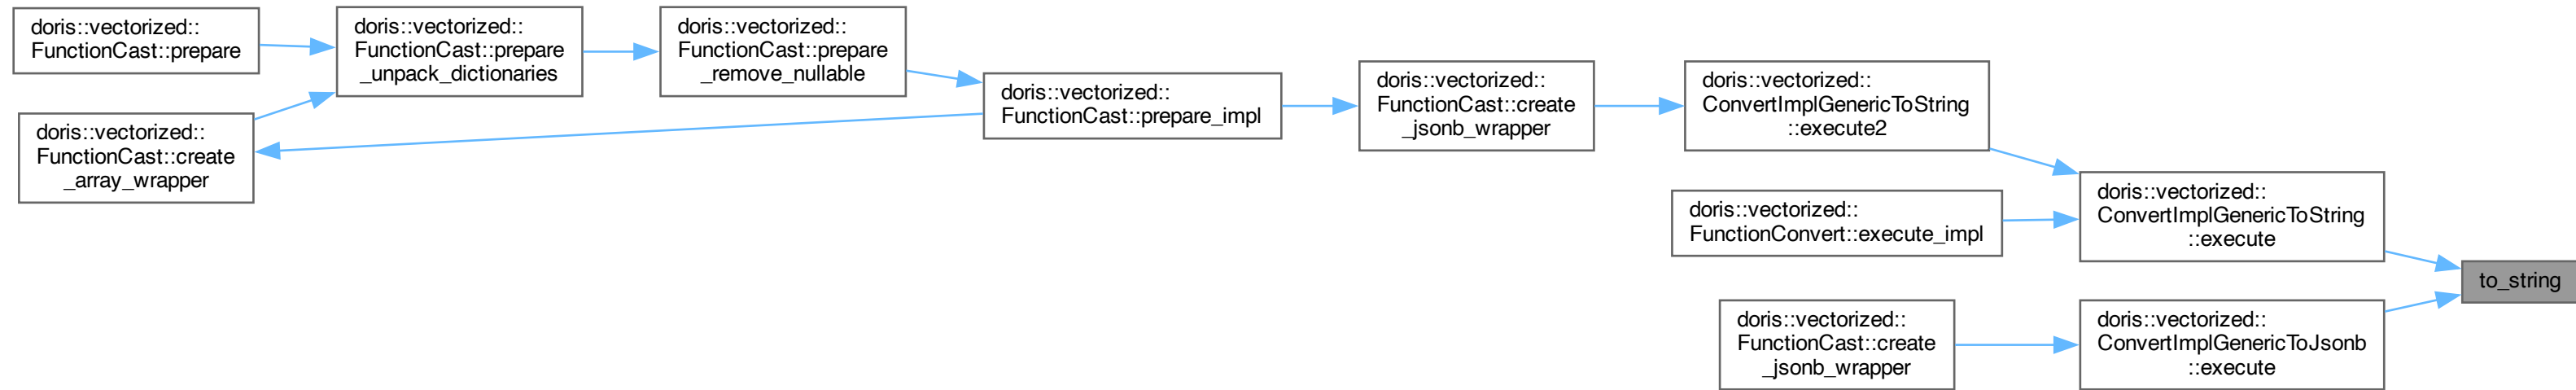 doris::vectorized::
FunctionCast::prepare
doris::vectorized::
FunctionCast::prepare
_unpack_dictionaries
doris::vectorized::
FunctionCast::prepare
_remove_nullable
doris::vectorized::
FunctionCast::create
_array_wrapper
doris::vectorized::
FunctionCast::prepare_impl
doris::vectorized::
FunctionCast::create
_jsonb_wrapper
doris::vectorized::
ConvertImplGenericToString
::execute2
doris::vectorized::
FunctionConvert::execute_impl
doris::vectorized::
ConvertImplGenericToString
::execute
to_string
doris::vectorized::
FunctionCast::create
_jsonb_wrapper
doris::vectorized::
ConvertImplGenericToJsonb
::execute